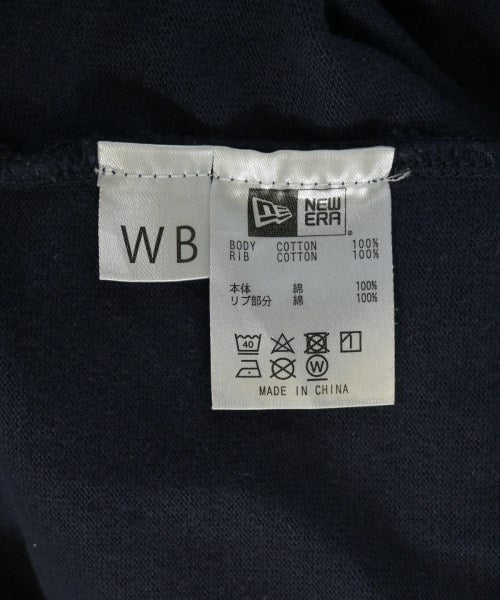 WB
NEW
ERA
®
BODY COTTON 100%
RIB COTTON 100%
本体 綿 100%
リブ部分 綿 100%
40
W
MADE IN CHINA